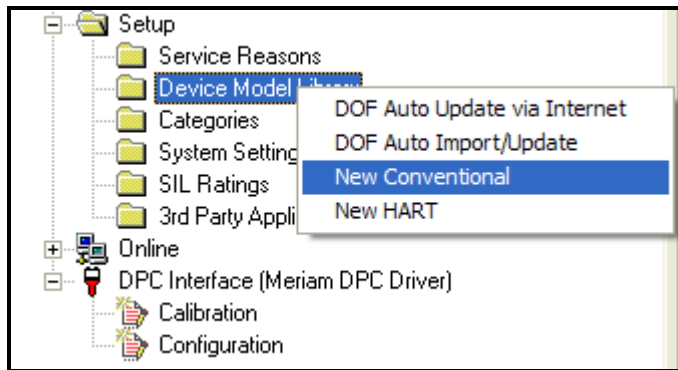 Setup
Service Reasons
Device Model
DOF Auto Update via Internet
Categories
DOF Auto Import/Update
System Setting
New Conventional
SIL Ratings
New HART
3rd Party Appli
Online
DPC Interface (Meriam DPC Driver)
Calibration
Configuration